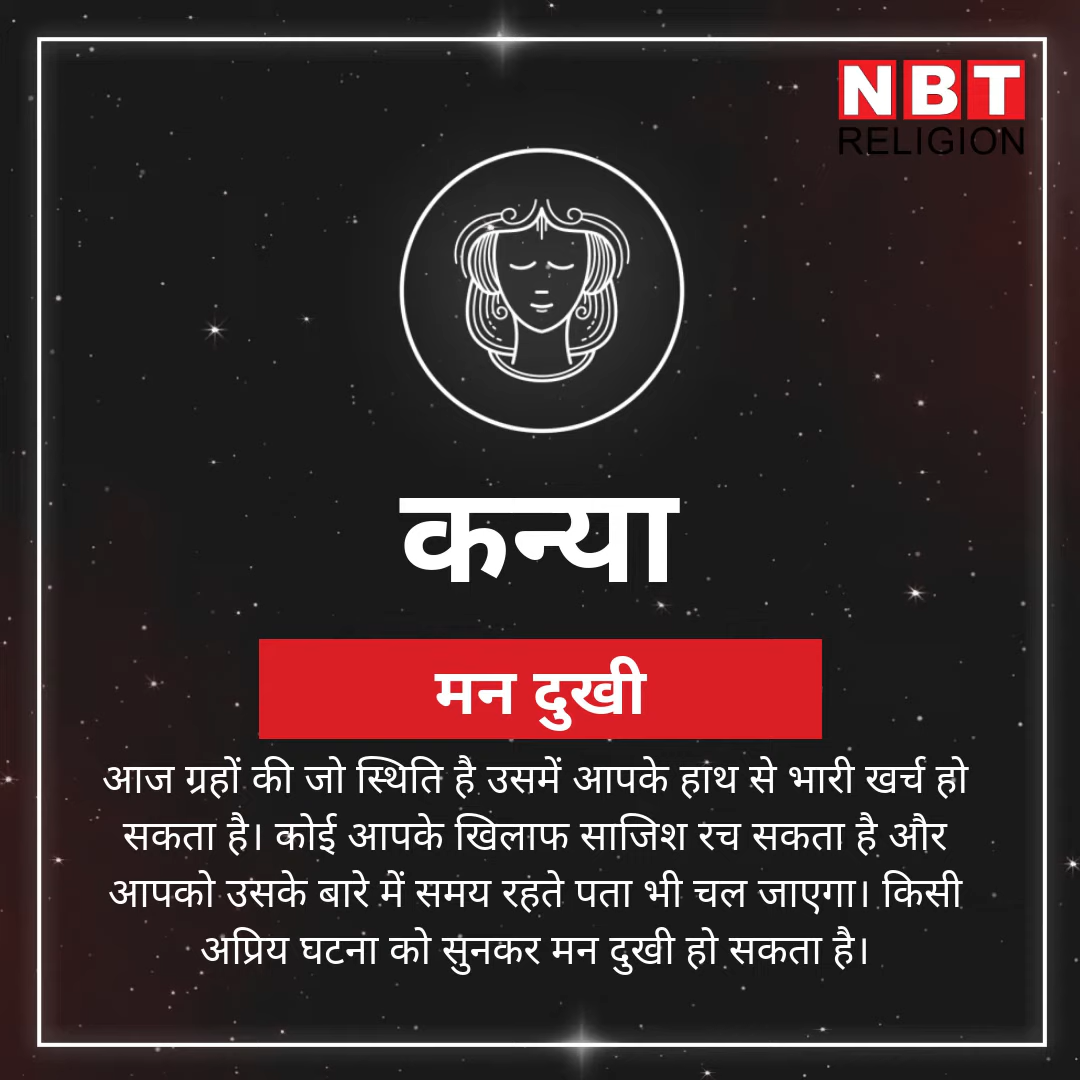 NBT
RELIGION
कन्या
मन दुखी
आज ग्रहों की जो स्थिति है उसमें आपके हाथ से भारी खर्च हो
सकता है। कोई आपके खिलाफ साजिश रच सकता है और
आपको उसके बारे में समय रहते पता भी चल जाएगा। किसी
अप्रिय घटना को सुनकर मन दुखी हो सकता है।